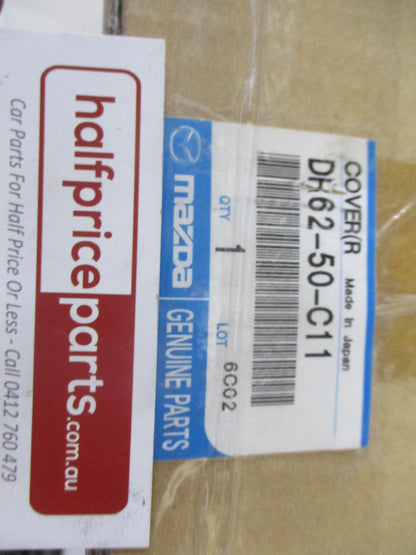 halfpriceparts.com.au
Car Parts For Half Price Or Less - Call 0412 760 479
COVER(R
Made In Japan
DH62-50-C11
QTY 1
LOT 6C02
mazda GENUINE PARTS